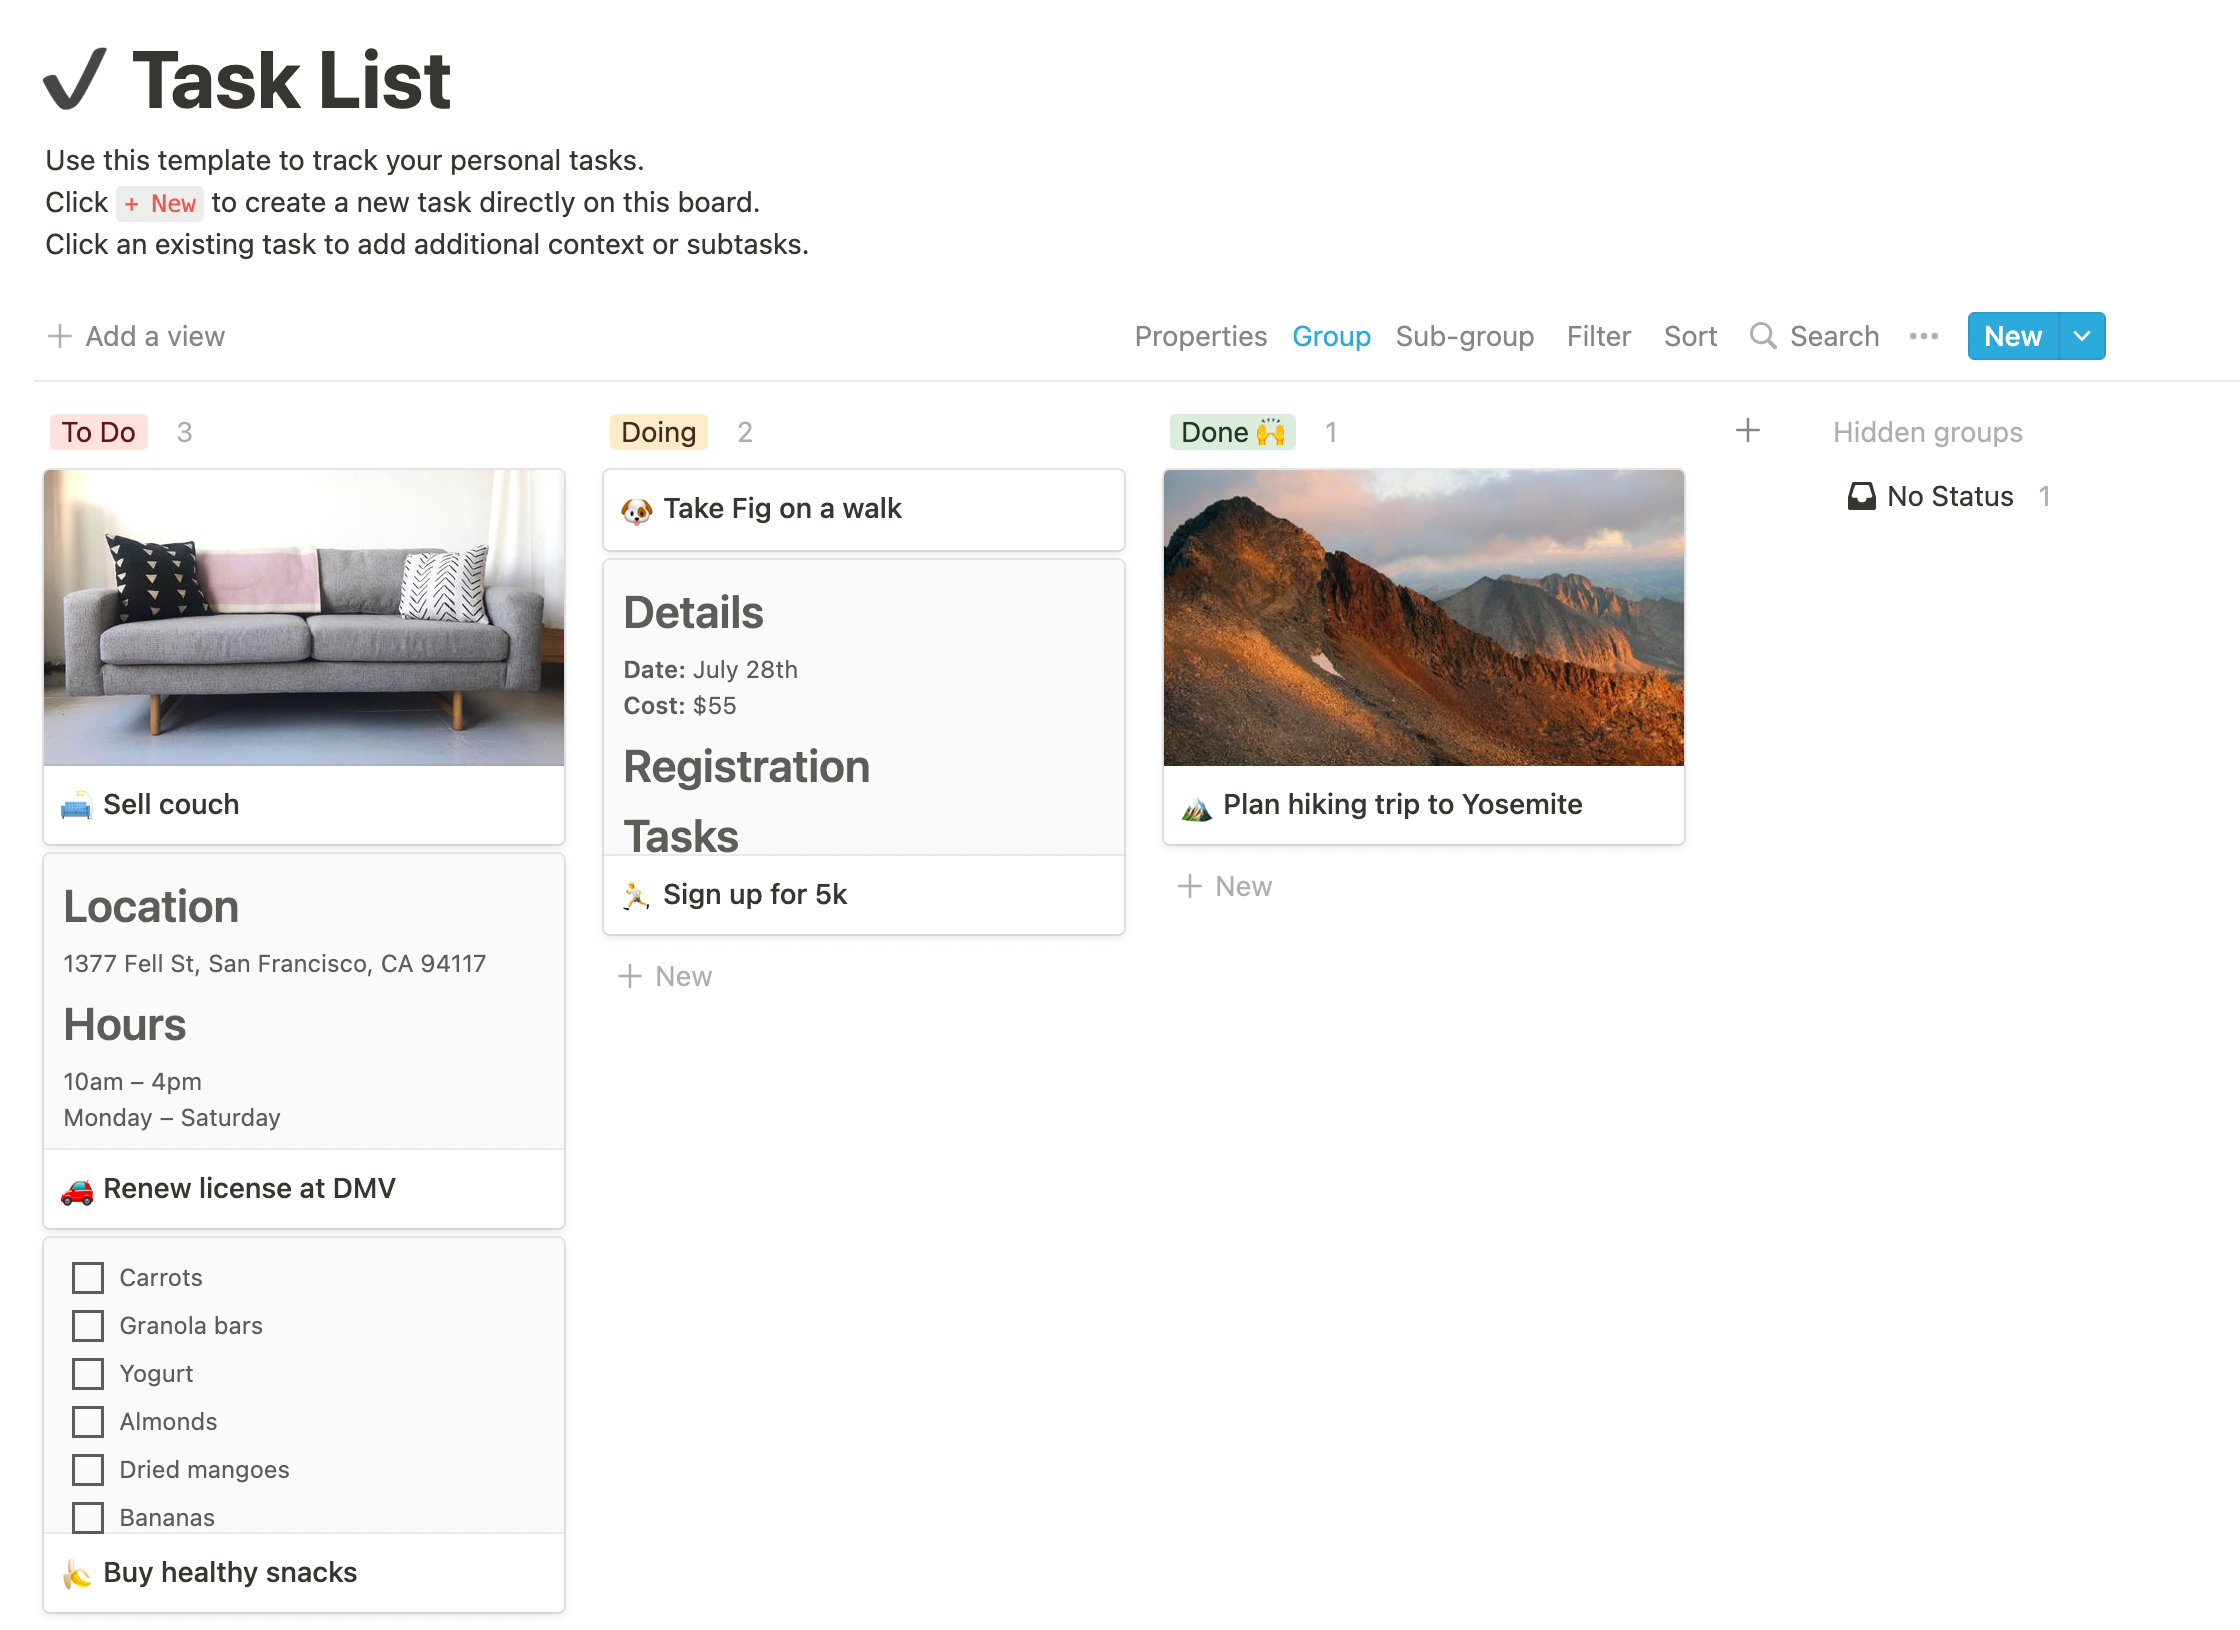 ✔️ Task List
Use this template to track your personal tasks.
Click + New to create a new task directly on this board.
Click an existing task to add additional context or subtasks.
+ Add a view
Properties Group Sub-group Filter Sort Search ••• New
To Do 3
Sell couch
Location
1377 Fell St, San Francisco, CA 94117
Hours
10am – 4pm
Monday – Saturday
Renew license at DMV
Carrots
Granola bars
Yogurt
Almonds
Dried mangoes
Bananas
Buy healthy snacks
Doing 2
Take Fig on a walk
Details
Date: July 28th
Cost: $55
Registration
Tasks
Sign up for 5k
+ New
Done 🙌 1
Plan hiking trip to Yosemite
+ New
+
Hidden groups
No Status 1